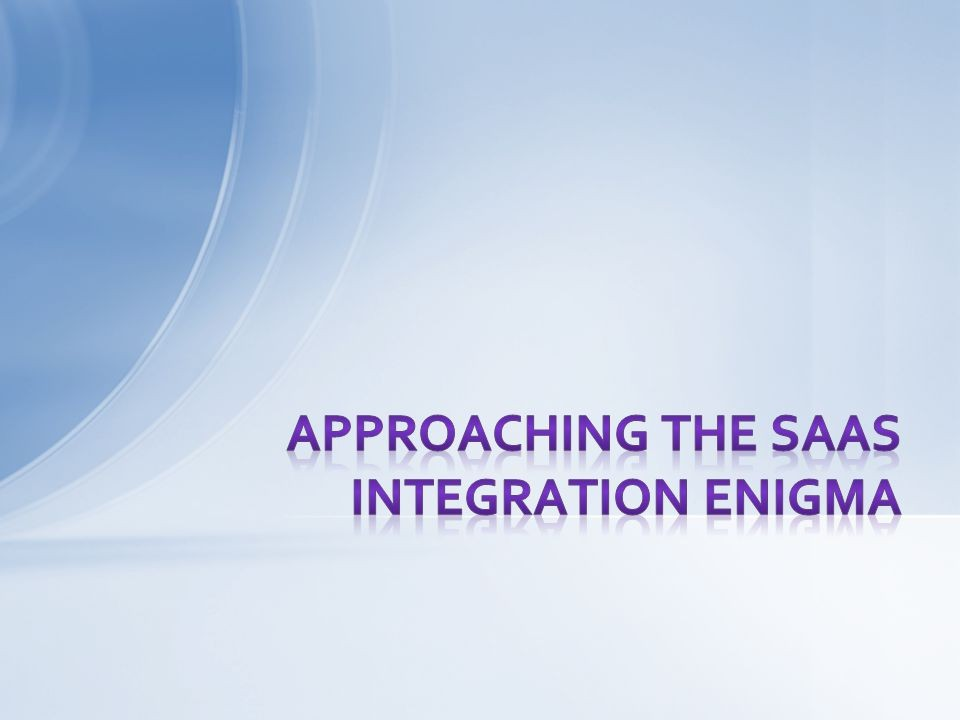 APPROACHING THE SAAS
INTEGRATION ENIGMA